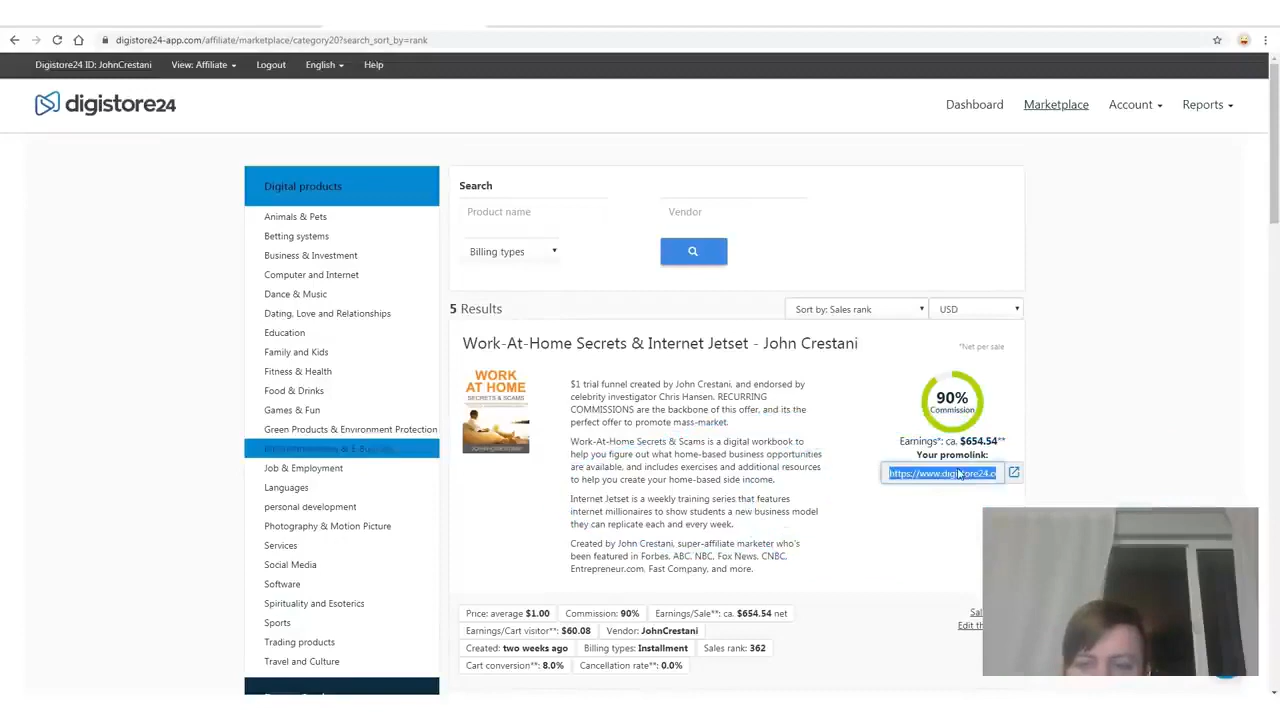 digistore24-app.com/affiliate/marketplace/category20?search_sort_by=rank
Digistore24 ID: JohnCrestani
View: Affiliate
Logout
English
Help
digistore24
Dashboard
Marketplace
Account
Reports
Digital products
Animals & Pets
Betting systems
Business & Investment
Computer and Internet
Dance & Music
Dating, Love and Relationships
Education
Family and Kids
Fitness & Health
Food & Drinks
Games & Fun
Green Products & Environment Protection
Job & Employment
Languages
personal development
Photography & Motion Picture
Services
Social Media
Software
Spirituality and Esoterics
Sports
Trading products
Travel and Culture
Search
Product name
Vendor
Billing types
5 Results
Sort by: Sales rank
USD
Work-At-Home Secrets & Internet Jetset - John Crestani
*Net per sale
WORK
AT HOME
SECRETS & SCAMS
JOHN CRESTANI
$1 trial funnel created by John Crestani, and endorsed by
celebrity investigator Chris Hansen. RECURRING
COMMISSIONS are the backbone of this offer, and its the
perfect offer to promote mass-market.
Work-At-Home Secrets & Scams is a digital workbook to
help you figure out what home-based business opportunities
are available, and includes exercises and additional resources
to help you create your home-based side income.
Internet Jetset is a weekly training series that features
internet millionaires to show students a new business model
they can replicate each and every week.
Created by John Crestani, super-affiliate marketer who's
been featured in Forbes, ABC, NBC, Fox News, CNBC,
Entrepreneur.com, Fast Company, and more.
90%
Commission
Earnings*: ca. $654.54**
Your promolink:
https://www.digistore24.c
Price: average $1.00
Commission: 90%
Earnings/Sale**: ca. $654.54 net
Earnings/Cart visitor**: $60.08
Vendor: JohnCrestani
Created: two weeks ago
Billing types: Installment
Sales rank: 362
Cart conversion**: 8.0%
Cancellation rate**: 0.0%
Sal
Edit th